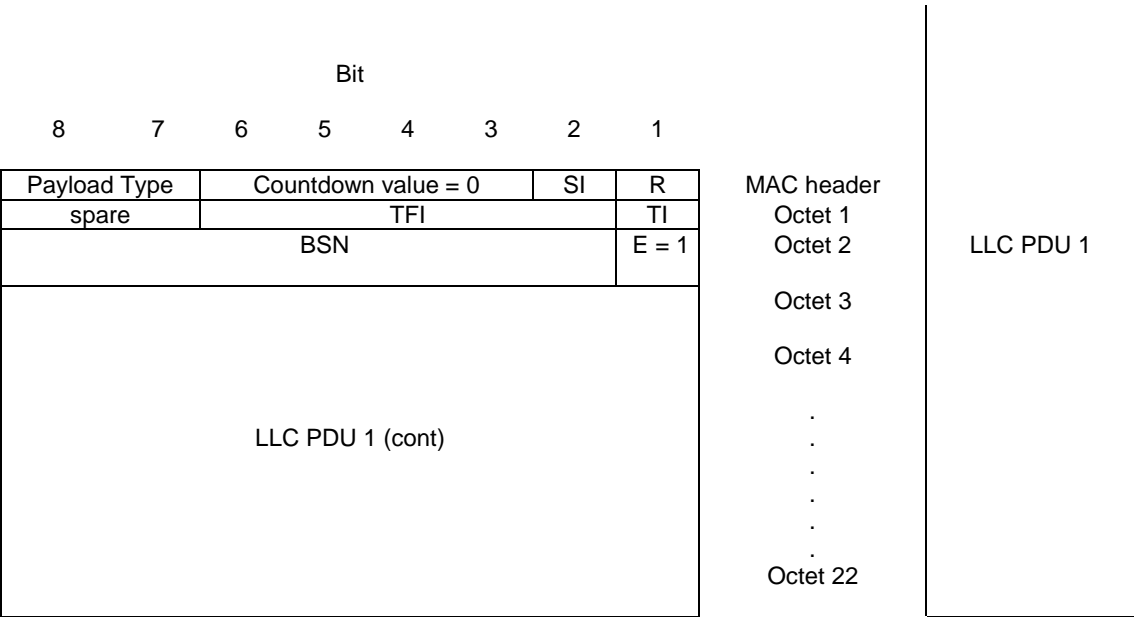 Bit
8 7 6 5 4 3 2 1
Payload Type Countdown value = 0 SI R MAC header
spare TFI TI Octet 1
BSN E = 1 Octet 2 LLC PDU 1
Octet 3
Octet 4
.
LLC PDU 1 (cont) .
.
.
.
.
Octet 22